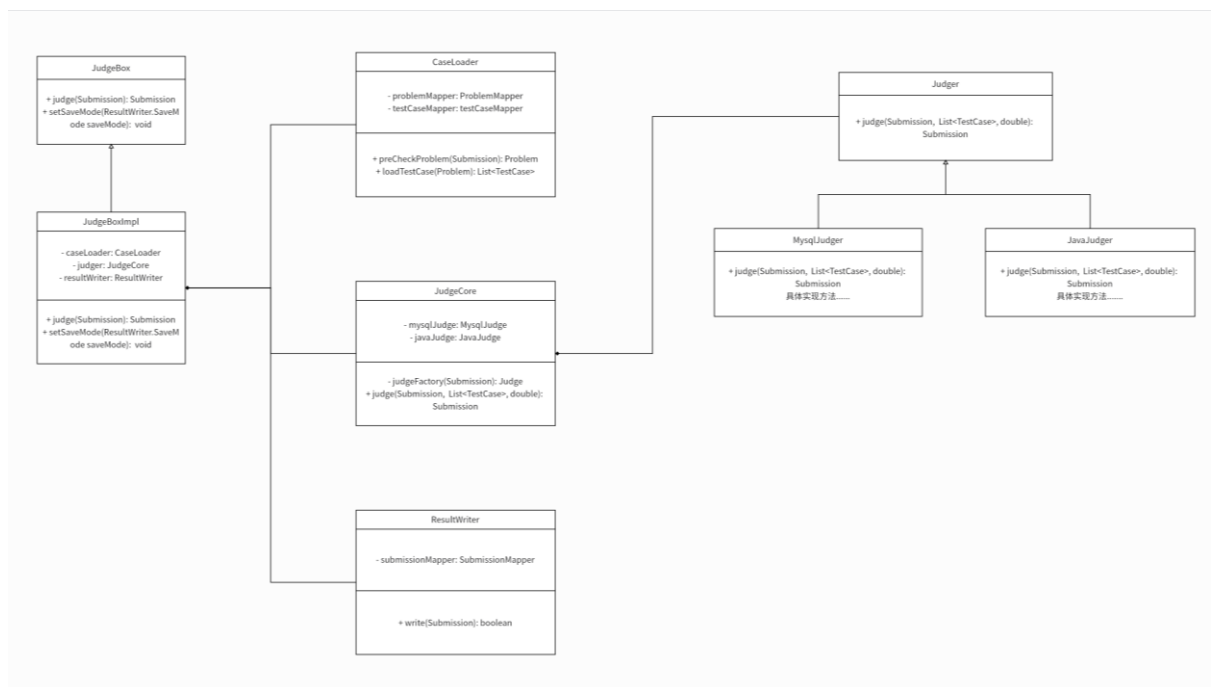 JudgeBox
+ judge(Submission): Submission
+ setSaveMode(ResultWriter.SaveM
ode saveMode): void
JudgeBoxImpl
- caseLoader: CaseLoader
- judger: JudgeCore
- resultWriter: ResultWriter
+ judge(Submission): Submission
+ setSaveMode(ResultWriter.SaveM
ode saveMode): void
CaseLoader
- problemMapper: ProblemMapper
- testCaseMapper: testCaseMapper
+ preCheckProblem(Submission): Problem
+ loadTestCase(Problem): List<TestCase>
JudgeCore
- mysqlJudge: MysqlJudge
- javaJudge: JavaJudge
- judgeFactory(Submission): Judge
+ judge(Submission, List<TestCase>, double):
Submission
ResultWriter
- submissionMapper: SubmissionMapper
+ write(Submission): boolean
Judger
+ judge(Submission, List<TestCase>, double):
Submission
MysqlJudger
+ judge(Submission, List<TestCase>, double):
Submission
具体实现方法......
JavaJudger
+ judge(Submission, List<TestCase>, double):
Submission
具体实现方法......